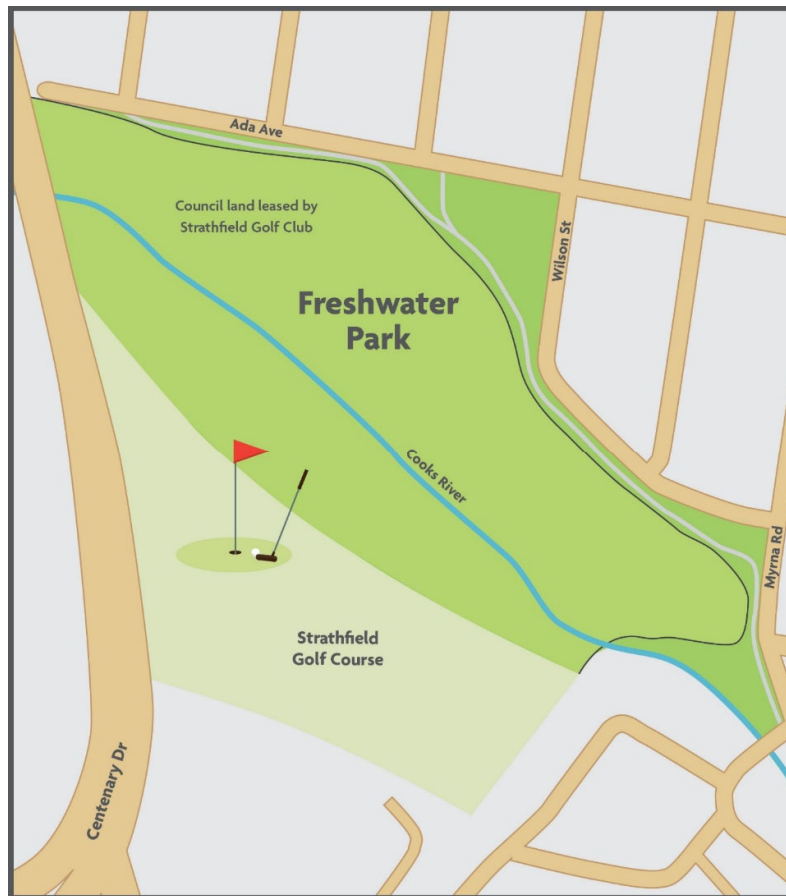 Ada Ave
Council land leased by
Strathfield Golf Club
Wilson St
Freshwater
Park
Cooks River
Myrna Rd
Strathfield
Golf Course
Centenary Dr